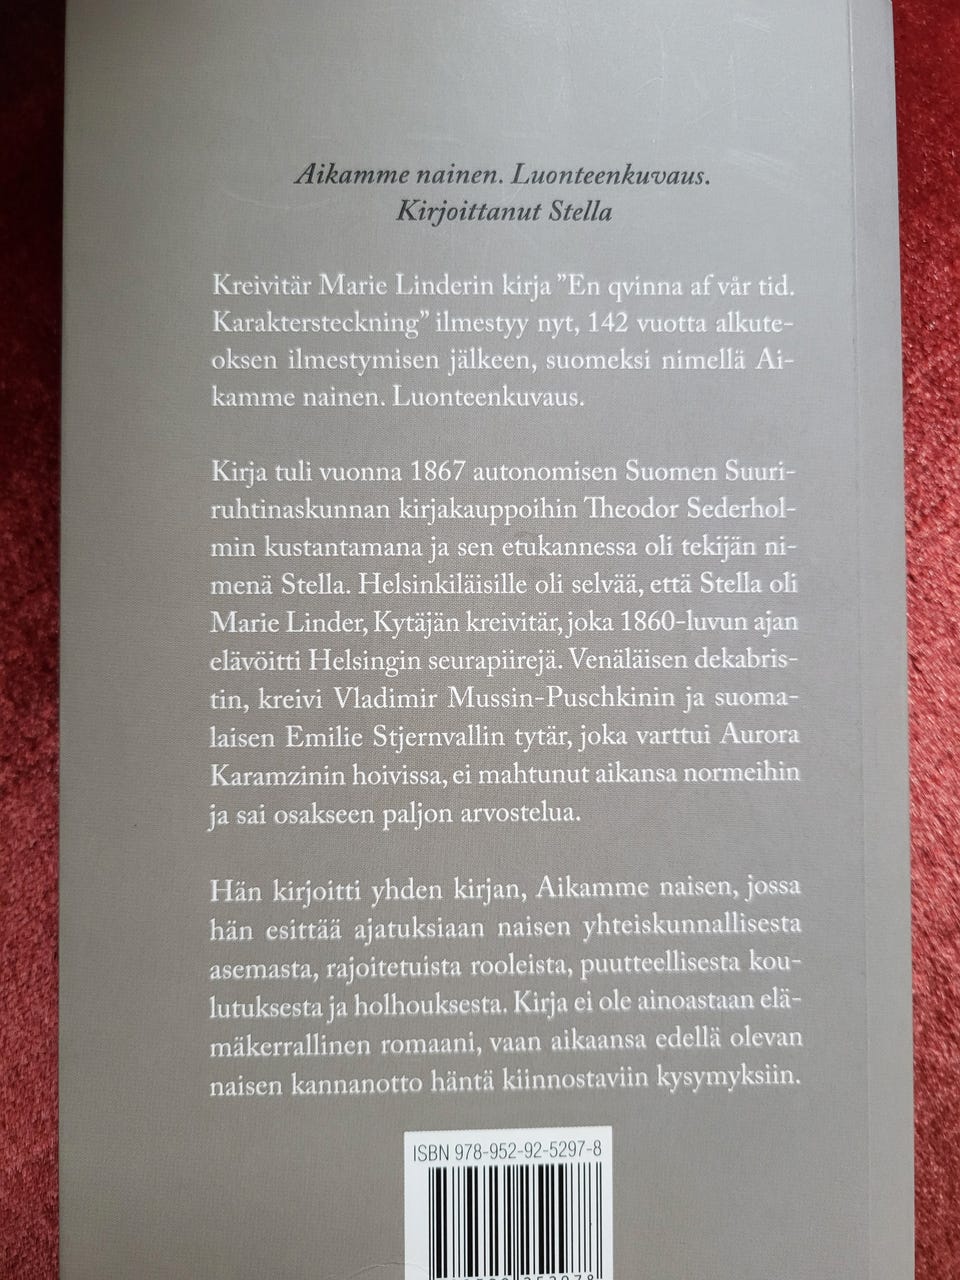 Aikamme nainen. Luonteenkuvaus.
Kirjoittanut Stella
Kreivitär Marie Linderin kirja ”En qvinna af vår tid.
Karaktersteckning” ilmestyy nyt, 142 vuotta alkute-
oksen ilmestymisen jälkeen, suomeksi nimellä Ai-
kamme nainen. Luonteenkuvaus.
Kirja tuli vuonna 1867 autonomisen Suomen Suuri-
ruhtinaskunnan kirjakauppoihin Theodor Sederhol-
min kustantamana ja sen etukannessa oli tekijän ni-
menä Stella. Helsinkiläisille oli selvää, että Stella oli
Marie Linder, Kytäjän kreivitär, joka 1860-luvun ajan
elävöitti Helsingin seurapiirejä. Venäläisen dekabris-
tin, kreivi Vladimir Mussin-Puschkinin ja suoma-
laisen Emilie Stjernvallin tytär, joka varttui Aurora
Karamzinin hoivissa, ei mahtunut aikansa normeihin
ja sai osakseen paljon arvostelua.
Hän kirjoitti yhden kirjan, Aikamme naisen, jossa
hän esittää ajatuksiaan naisen yhteiskunnallisesta
asemasta, rajoitetuista rooleista, puutteellisesta kou-
lutuksesta ja holhouksesta. Kirja ei ole ainoastaan elä-
mäkerrallinen romaani, vaan aikaansa edellä olevan
naisen kannanotto häntä kiinnostaviin kysymyksiin.
ISBN 978-952-92-5297-8